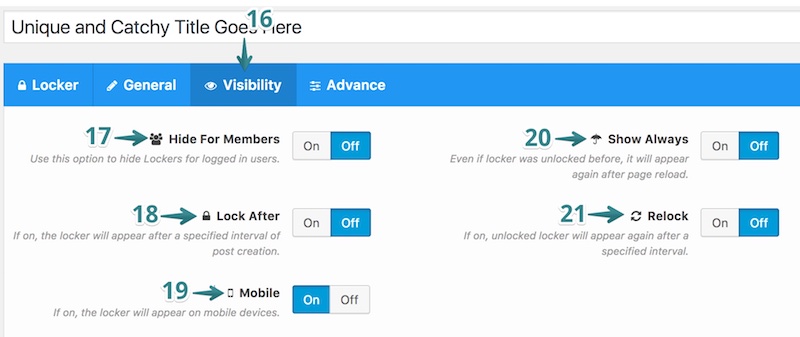 Unique and Catchy Title Goes Here
16
Locker General Visibility Advance
17 Hide For Members On Off
Use this option to hide Lockers for logged in users.
20 Show Always On Off
Even if locker was unlocked before, it will appear
again after page reload.
18 Lock After On Off
If on, the locker will appear after a specified interval of
post creation.
21 Relock On Off
If on, unlocked locker will appear again after a
specified interval.
19 Mobile On Off
If on, the locker will appear on mobile devices.